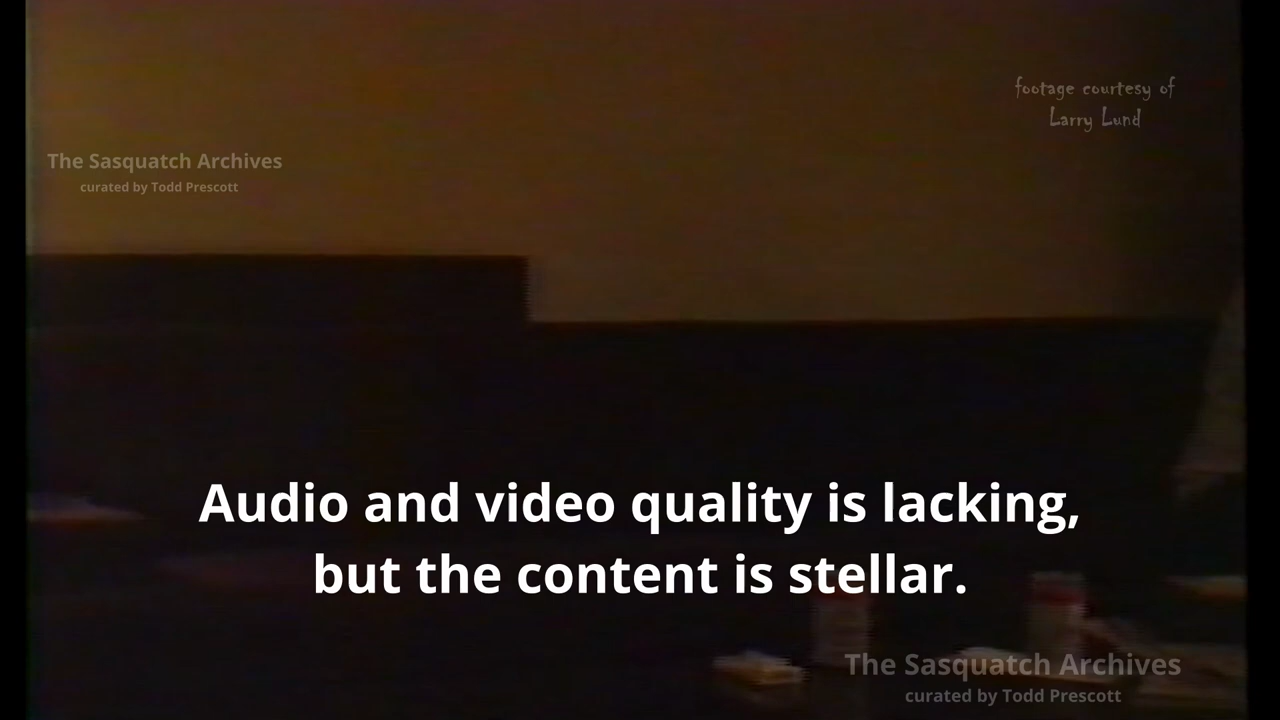 footage courtesy of
Larry Lund
The Sasquatch Archives
curated by Todd Prescott
Audio and video quality is lacking,
but the content is stellar.
The Sasquatch Archives
curated by Todd Prescott